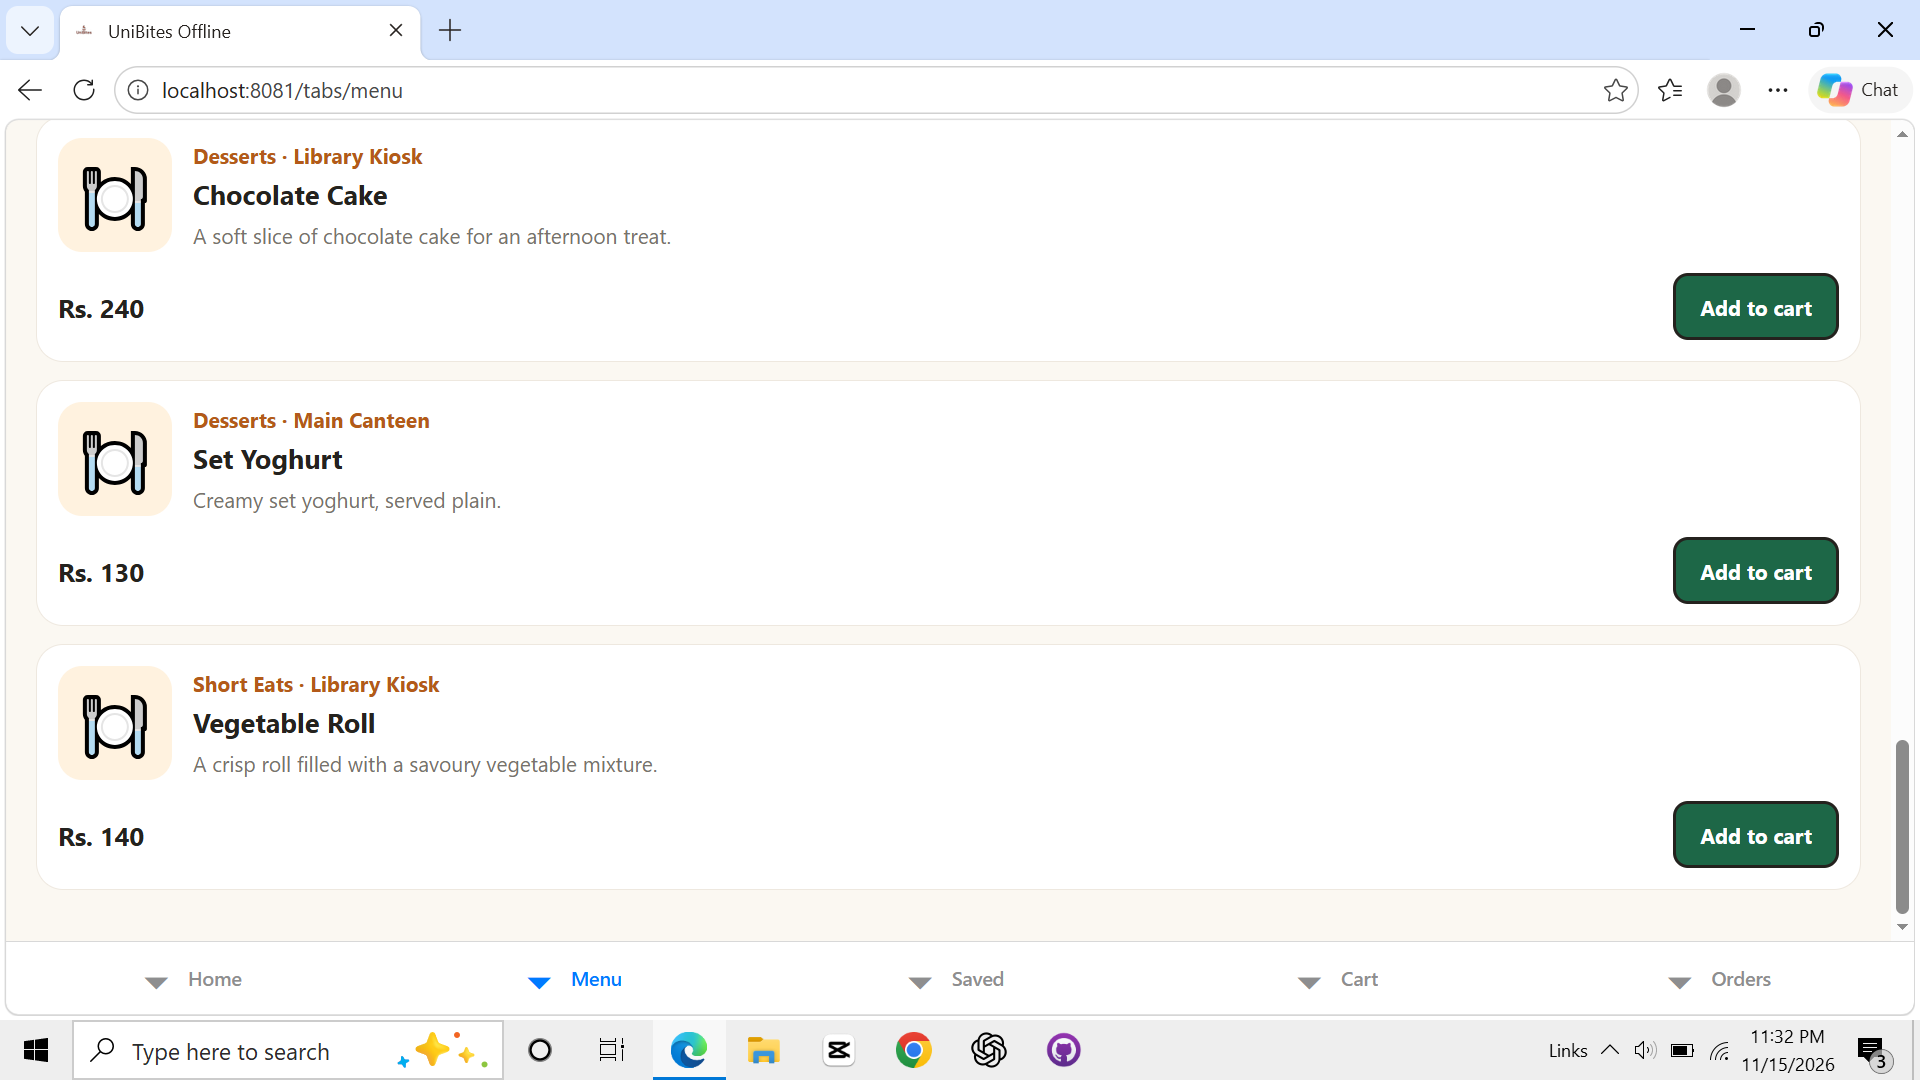 UniBites Offline
localhost:8081/tabs/menu
Chat
Desserts · Library Kiosk
Chocolate Cake
A soft slice of chocolate cake for an afternoon treat.
Rs. 240
Add to cart
Desserts · Main Canteen
Set Yoghurt
Creamy set yoghurt, served plain.
Rs. 130
Add to cart
Short Eats · Library Kiosk
Vegetable Roll
A crisp roll filled with a savoury vegetable mixture.
Rs. 140
Add to cart
Home
Menu
Saved
Cart
Orders
Type here to search
Links
11:32 PM
11/15/2026
3